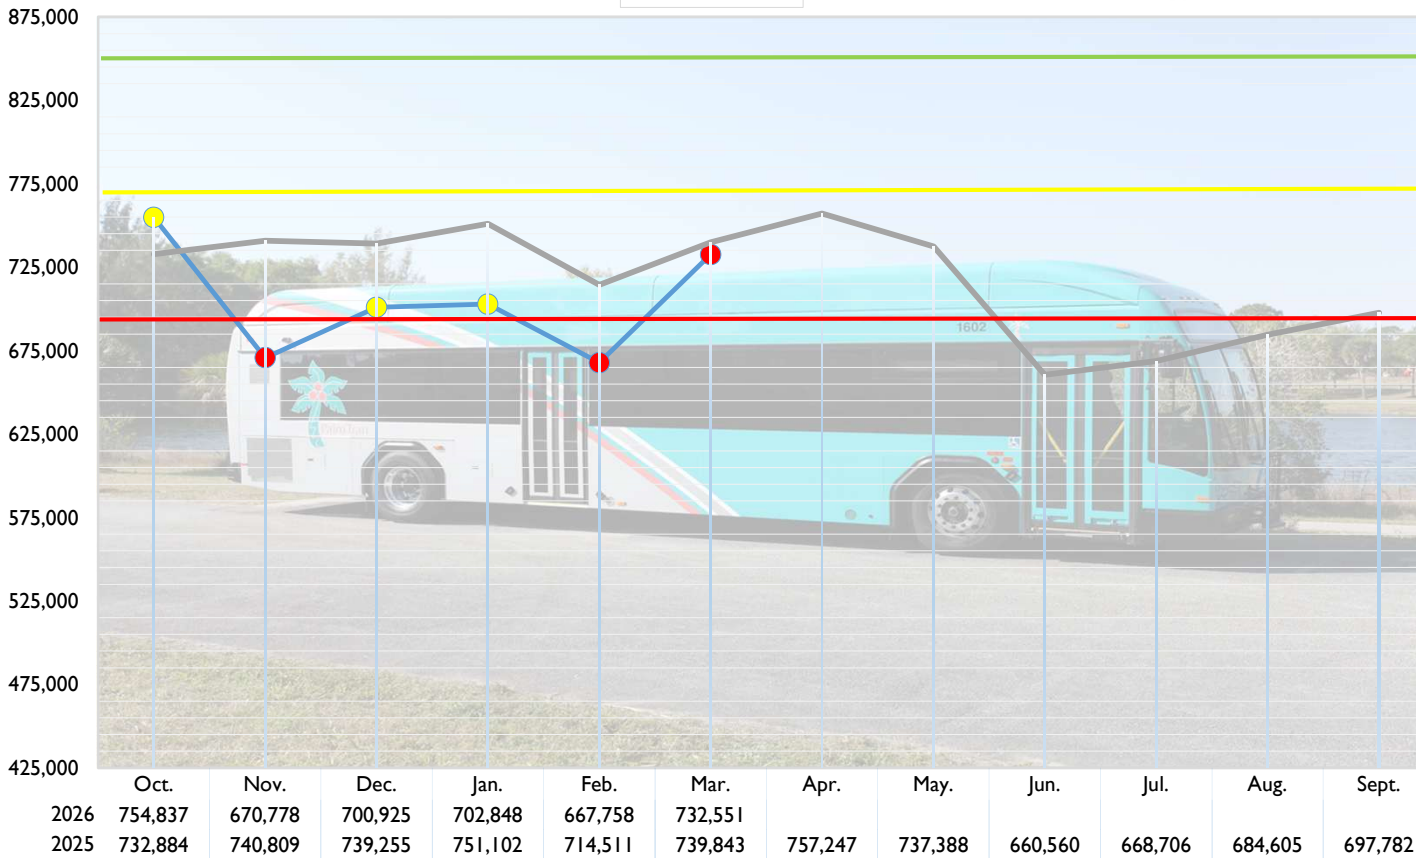 875,000
825,000
775,000
725,000
675,000
625,000
575,000
525,000
475,000
425,000
1602
PalmTran
Oct. Nov. Dec. Jan. Feb. Mar. Apr. May. Jun. Jul. Aug. Sept.
2026 754,837 670,778 700,925 702,848 667,758 732,551
2025 732,884 740,809 739,255 751,102 714,511 739,843 757,247 737,388 660,560 668,706 684,605 697,782